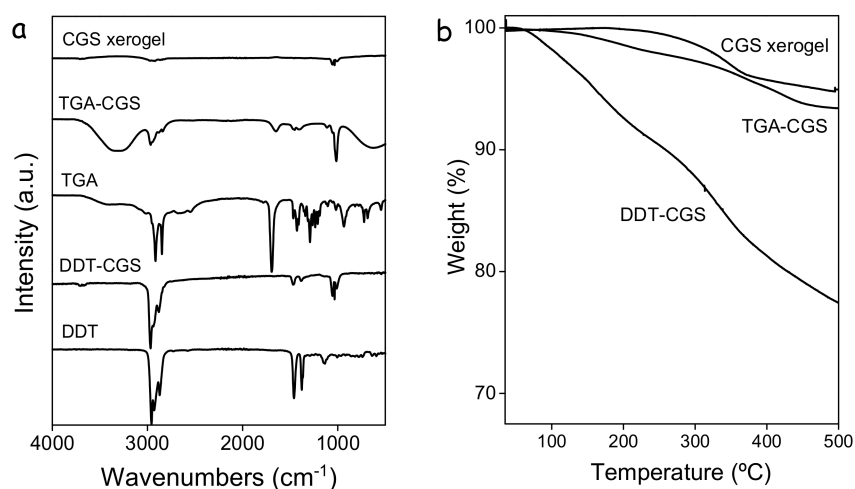 a
CGS xerogel
TGA-CGS
TGA
DDT-CGS
DDT
Intensity (a.u.)
4000 3000 2000 1000
Wavenumbers (cm⁻¹)
b
100
90
80
70
Weight (%)
CGS xerogel
TGA-CGS
DDT-CGS
100 200 300 400 500
Temperature (ºC)